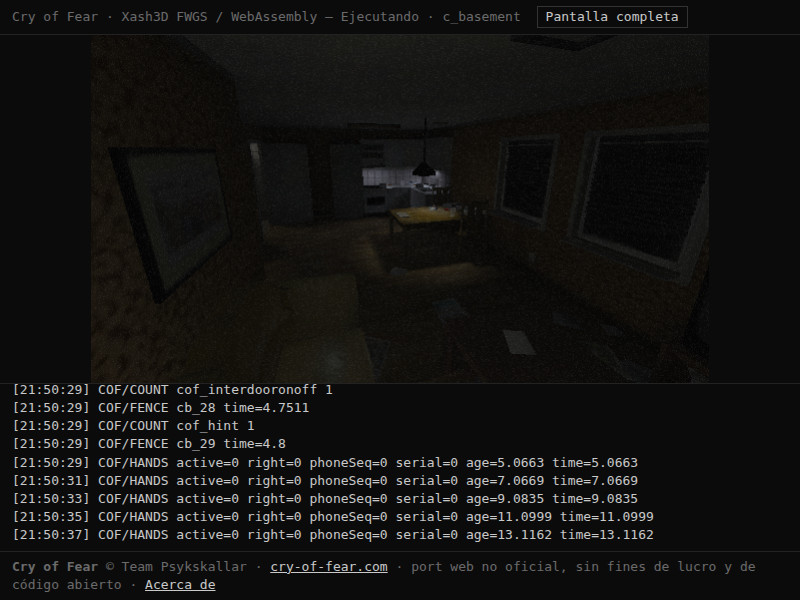 Cry of Fear · Xash3D FWGS / WebAssembly — Ejecutando · c_basement
Pantalla completa
[21:50:29] COF/COUNT cof_interdooronoff 1
[21:50:29] COF/FENCE cb_28 time=4.7511
[21:50:29] COF/COUNT cof_hint 1
[21:50:29] COF/FENCE cb_29 time=4.8
[21:50:29] COF/HANDS active=0 right=0 phoneSeq=0 serial=0 age=5.0663 time=5.0663
[21:50:31] COF/HANDS active=0 right=0 phoneSeq=0 serial=0 age=7.0669 time=7.0669
[21:50:33] COF/HANDS active=0 right=0 phoneSeq=0 serial=0 age=9.0835 time=9.0835
[21:50:35] COF/HANDS active=0 right=0 phoneSeq=0 serial=0 age=11.0999 time=11.0999
[21:50:37] COF/HANDS active=0 right=0 phoneSeq=0 serial=0 age=13.1162 time=13.1162
Cry of Fear © Team Psykskallar · cry-of-fear.com · port web no oficial, sin fines de lucro y de
código abierto · Acerca de